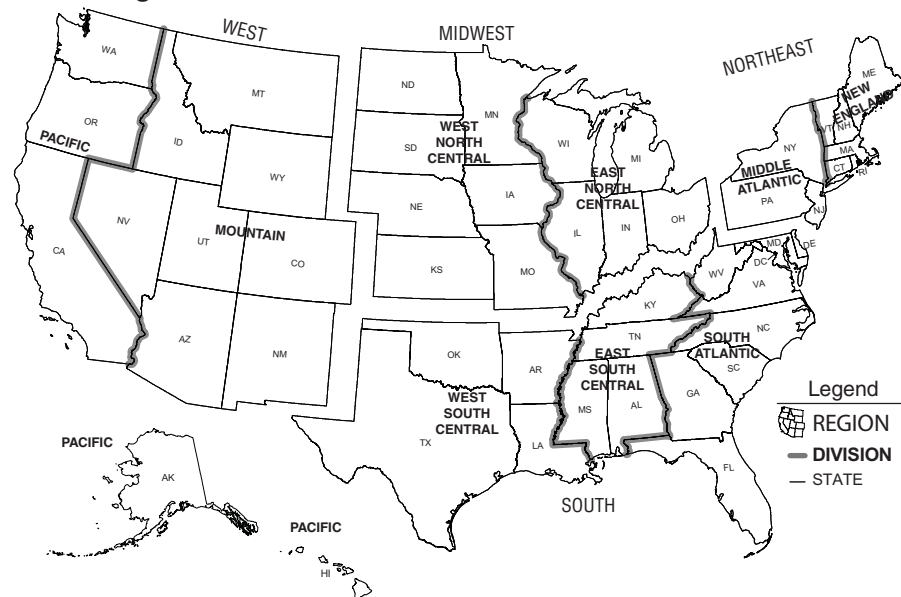 WEST
MIDWEST
NORTHEAST
WA
MT
ND
MN
ME
NEW
ENGLAND
VT
NH
OR
PACIFIC
ID
SD
WEST
NORTH
CENTRAL
WI
MI
NY
MA
CT
RI
WY
IA
EAST
NORTH
CENTRAL
MIDDLE
ATLANTIC
PA
NJ
NV
UT
MOUNTAIN
NE
IL
IN
OH
CA
CO
KS
MO
WV
MD
DE
DC
VA
KY
AZ
NM
OK
AR
TN
EAST
SOUTH
CENTRAL
SOUTH
ATLANTIC
NC
SC
WEST
SOUTH
CENTRAL
MS
AL
GA
TX
LA
FL
SOUTH
PACIFIC
AK
PACIFIC
HI
Legend
REGION
DIVISION
STATE